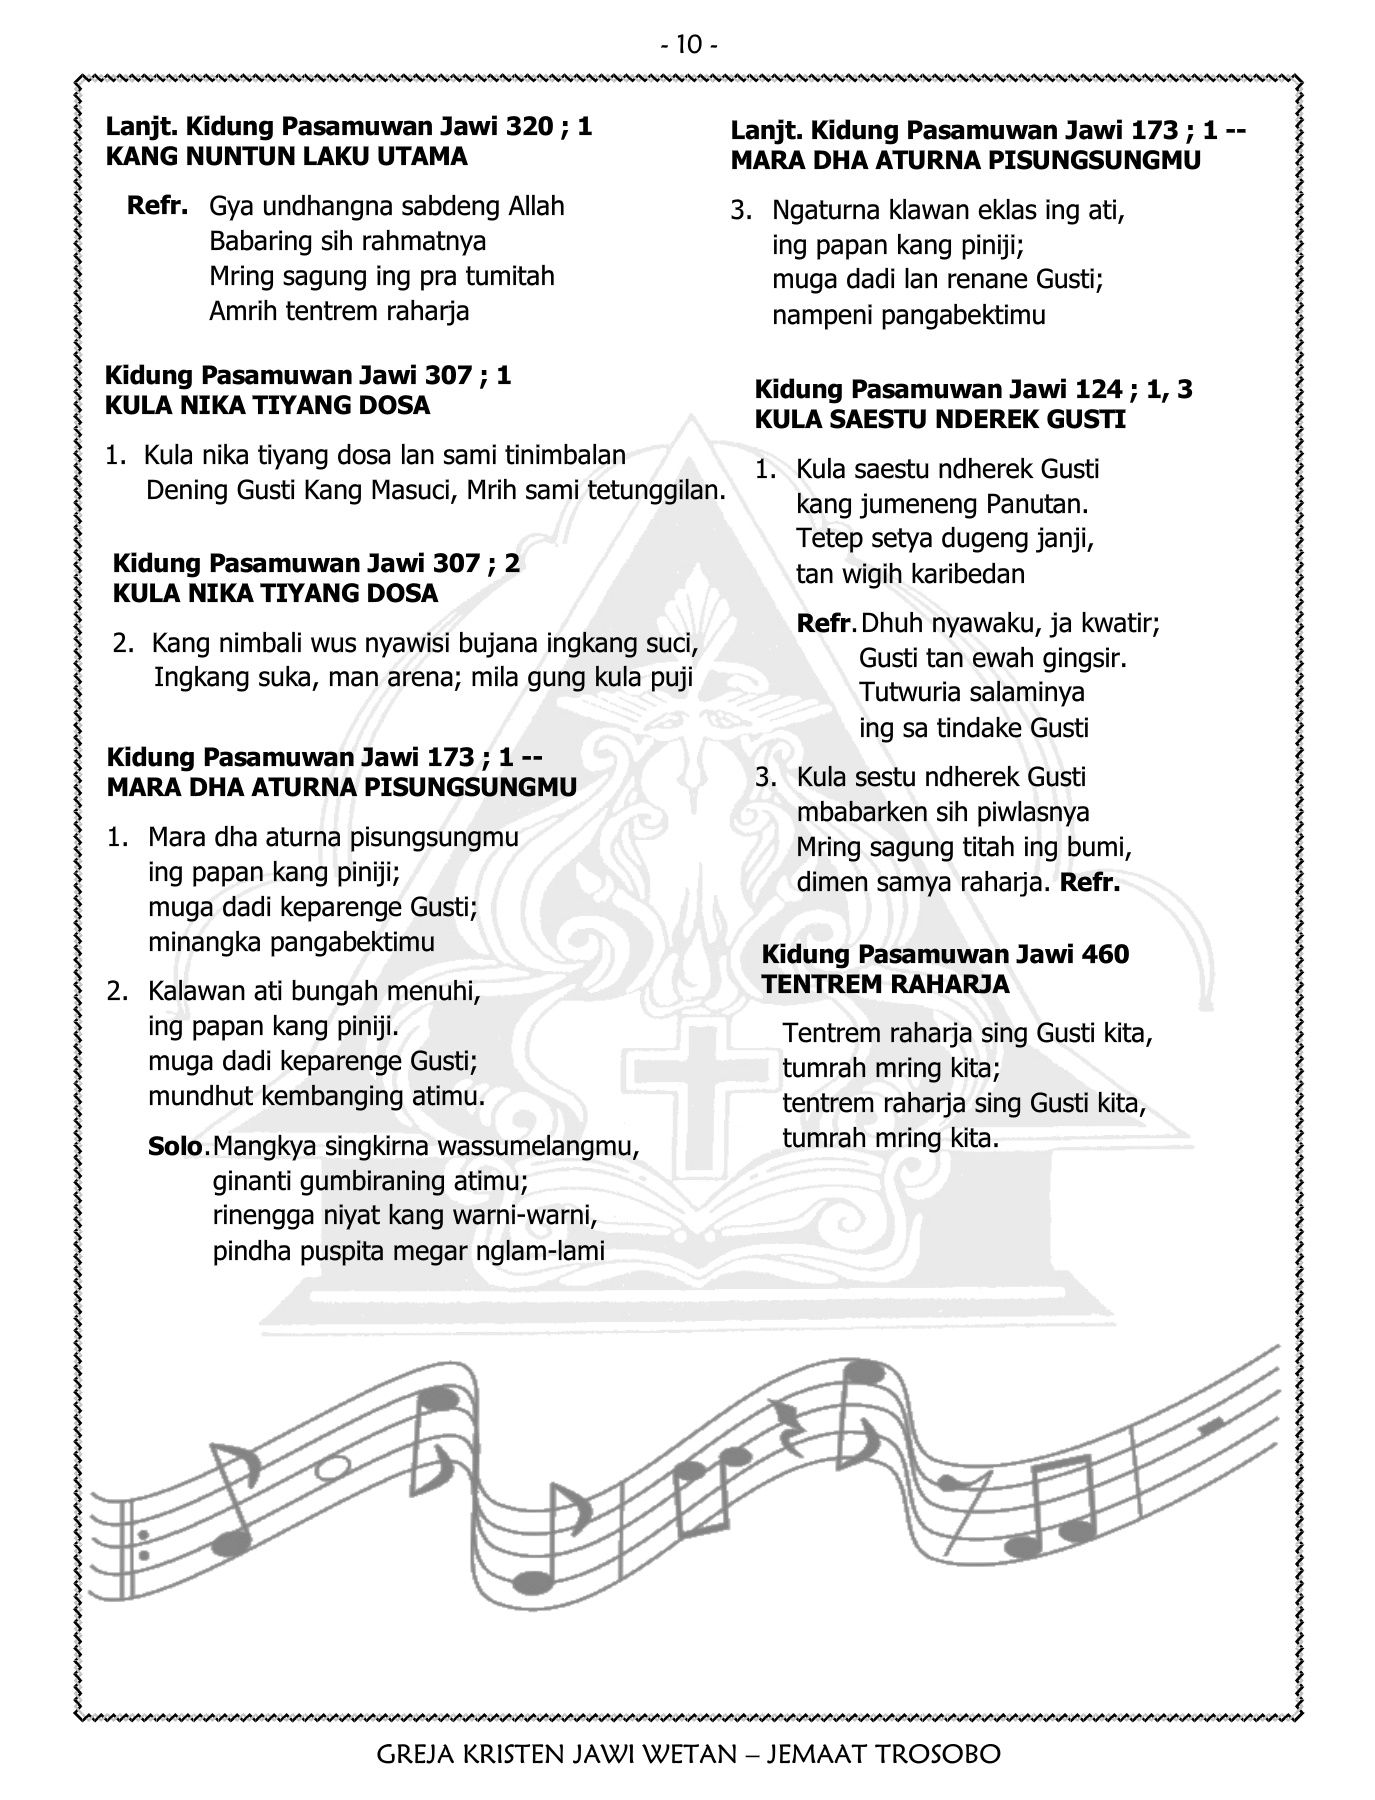 - 10 -
Lanjt. Kidung Pasamuwan Jawi 320 ; 1
KANG NUNTUN LAKU UTAMA
Refr. Gya undhangna sabdeng Allah
Babaring sih rahmatnya
Mring sagung ing pra tumitah
Amrih tentrem raharja
Kidung Pasamuwan Jawi 307 ; 1
KULA NIKA TIYANG DOSA
1. Kula nika tiyang dosa lan sami tinimbalan
Dening Gusti Kang Masuci, Mrih sami tetunggilan.
Kidung Pasamuwan Jawi 307 ; 2
KULA NIKA TIYANG DOSA
2. Kang nimbali wus nyawisi bujana ingkang suci,
Ingkang suka, man arena; mila gung kula puji
Kidung Pasamuwan Jawi 173 ; 1 --
MARA DHA ATURNA PISUNGSUNGMU
1. Mara dha aturna pisungsungmu
ing papan kang piniji;
muga dadi keparenge Gusti;
minangka pangabektimu
2. Kalawan ati bungah menuhi,
ing papan kang piniji.
muga dadi keparenge Gusti;
mundhut kembanging atimu.
Solo.Mangkya singkirna wassumelangmu,
ginanti gumbiraning atimu;
rinengga niyat kang warni-warni,
pindha puspita megar nglam-lami
Lanjt. Kidung Pasamuwan Jawi 173 ; 1 --
MARA DHA ATURNA PISUNGSUNGMU
3. Ngaturna klawan eklas ing ati,
ing papan kang piniji;
muga dadi lan renane Gusti;
nampeni pangabektimu
Kidung Pasamuwan Jawi 124 ; 1, 3
KULA SAESTU NDEREK GUSTI
1. Kula saestu ndherek Gusti
kang jumeneng Panutan.
Tetep setya dugeng janji,
tan wigih karibedan
Refr.Dhuh nyawaku, ja kwatir;
Gusti tan ewah gingsir.
Tutwuria salaminya
ing sa tindake Gusti
3. Kula sestu ndherek Gusti
mbabarken sih piwlasnya
Mring sagung titah ing bumi,
dimen samya raharja. Refr.
Kidung Pasamuwan Jawi 460
TENTREM RAHARJA
Tentrem raharja sing Gusti kita,
tumrah mring kita;
tentrem raharja sing Gusti kita,
tumrah mring kita.
GREJA KRISTEN JAWI WETAN – JEMAAT TROSOBO